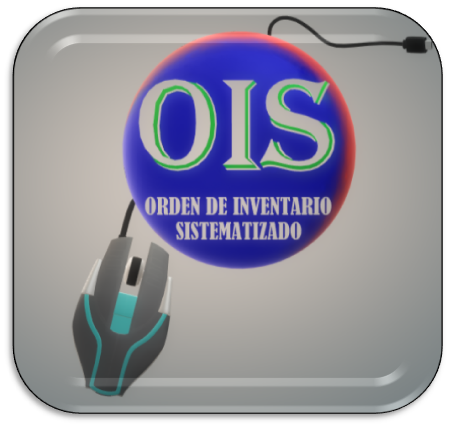 OIS
ORDEN DE INVENTARIO
SISTEMATIZADO